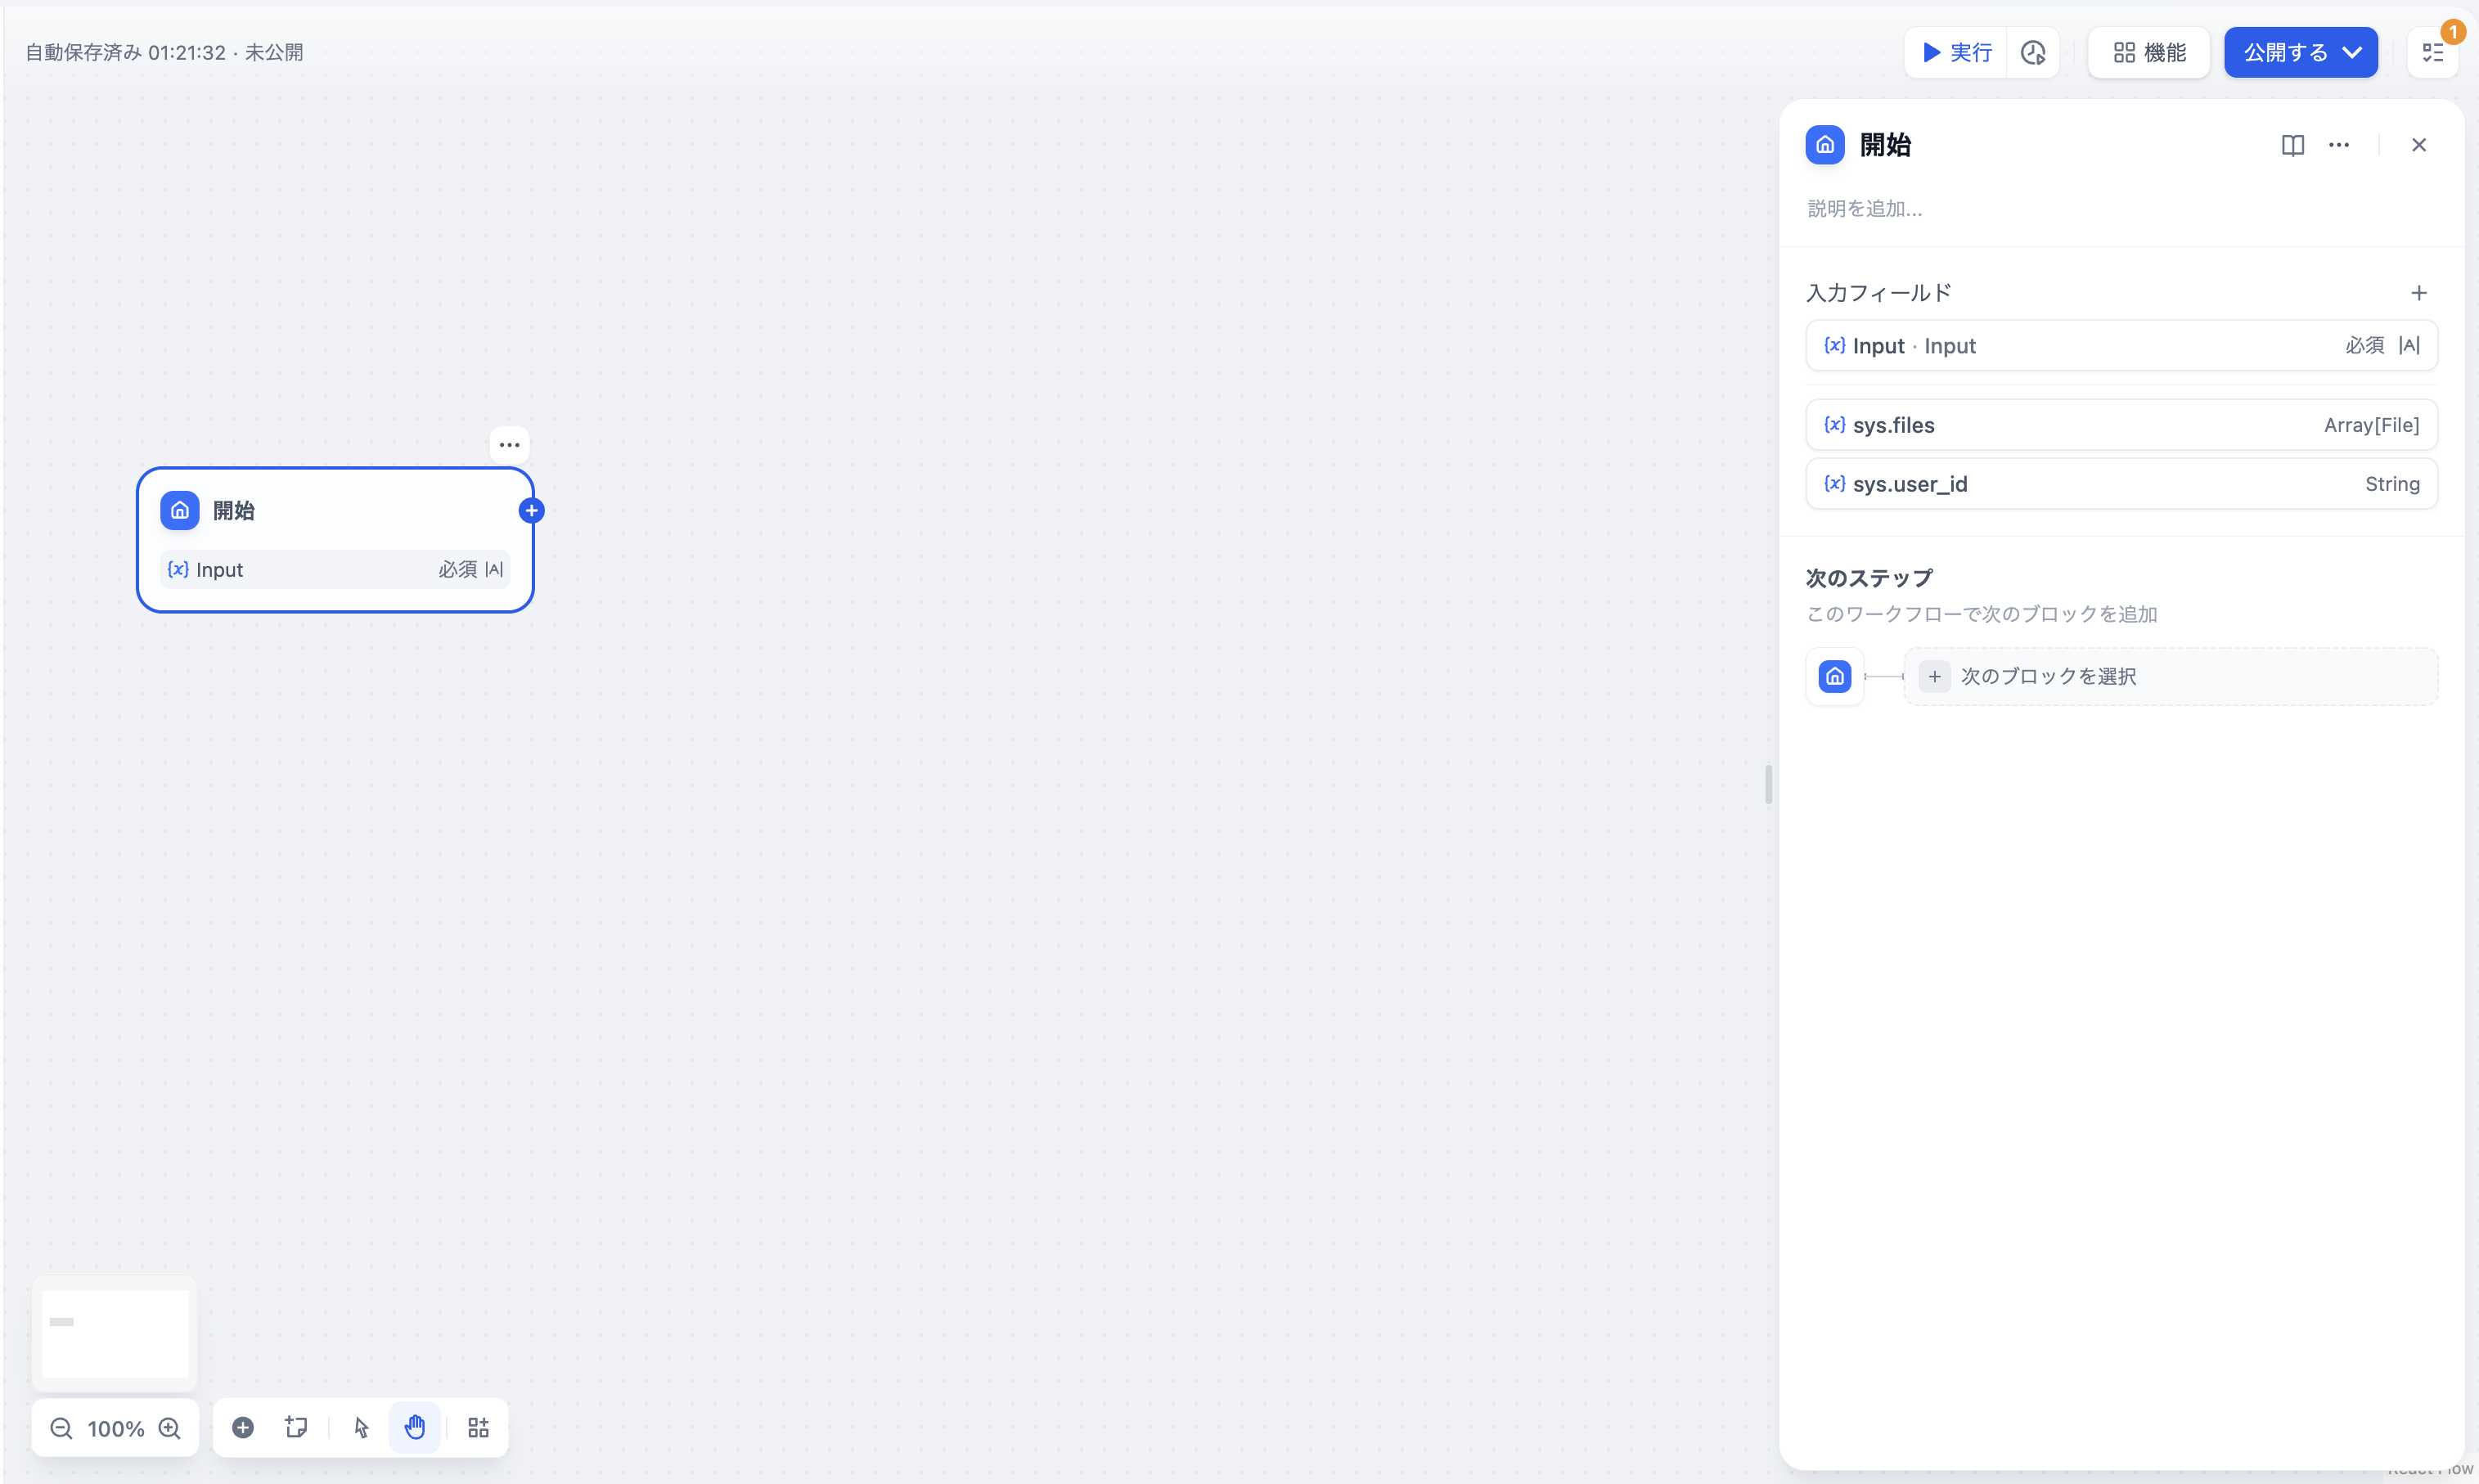 自動保存済み 01:21:32 · 未公開
実行
機能
公開する
1
開始
説明を追加...
入力フィールド
{x} Input · Input 必須 |A|
{x} sys.files Array[File]
{x} sys.user_id String
次のステップ
このワークフローで次のブロックを追加
次のブロックを選択
開始
{x} Input 必須 |A|
100%
React Flow